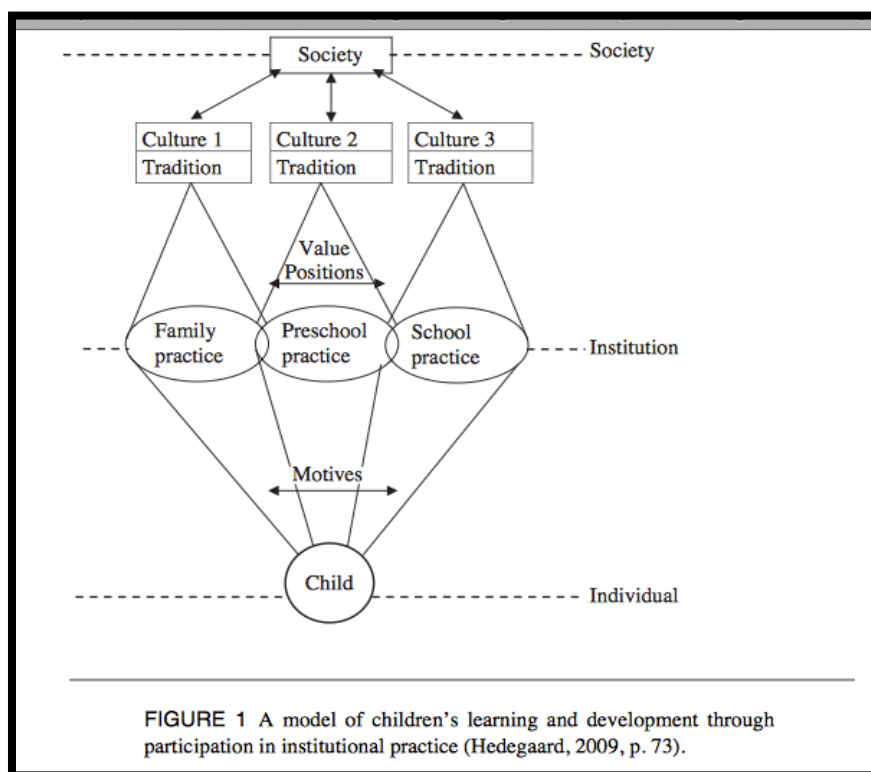 Society
Society
Culture 1
Culture 2
Culture 3
Tradition
Tradition
Tradition
Value
Positions
Family
practice
Preschool
practice
School
practice
Institution
Motives
Child
Individual
FIGURE 1 A model of children's learning and development through
participation in institutional practice (Hedegaard, 2009, p. 73).